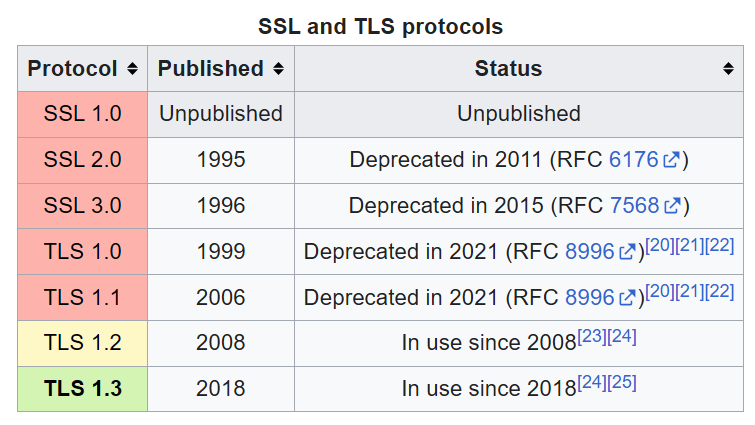 SSL and TLS protocols
Protocol Published Status
SSL 1.0 Unpublished Unpublished
SSL 2.0 1995 Deprecated in 2011 (RFC 6176)
SSL 3.0 1996 Deprecated in 2015 (RFC 7568)
TLS 1.0 1999 Deprecated in 2021 (RFC 8996)[20][21][22]
TLS 1.1 2006 Deprecated in 2021 (RFC 8996)[20][21][22]
TLS 1.2 2008 In use since 2008[23][24]
TLS 1.3 2018 In use since 2018[24][25]